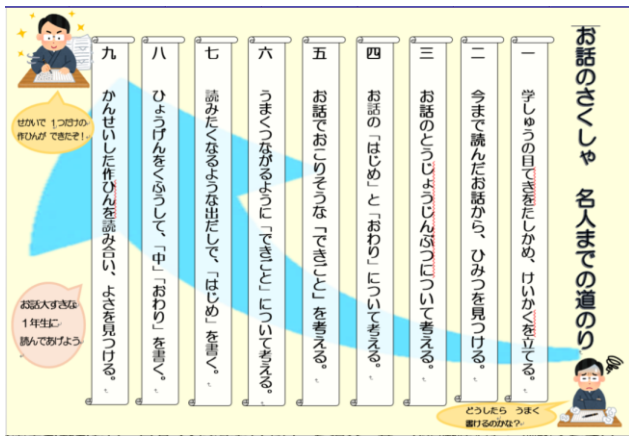 お話のさくしゃ　名人までの道のり
一　学しゅうの目てきをたしかめ、けいかくを立てる。
二　今まで読んだお話から、ひみつを見つける。
三　お話のとうじょうじんぶつについて考える。
四　お話の「はじめ」と「おわり」について考える。
五　お話でおこりそうな「できごと」を考える。
六　うまくつながるように「できごと」について考える。
七　読みたくなるような出だしで、「はじめ」を書く。
八　ひょうげんをくふうして、「中」「おわり」を書く。
九　かんせいした作ひんを読み合い、よさを見つける。
どうしたら　うまく
書けるのかな？
せかいで　１つだけの
作ひんが　できたぞ！
お話大すきな
１年生に
読んであげよう